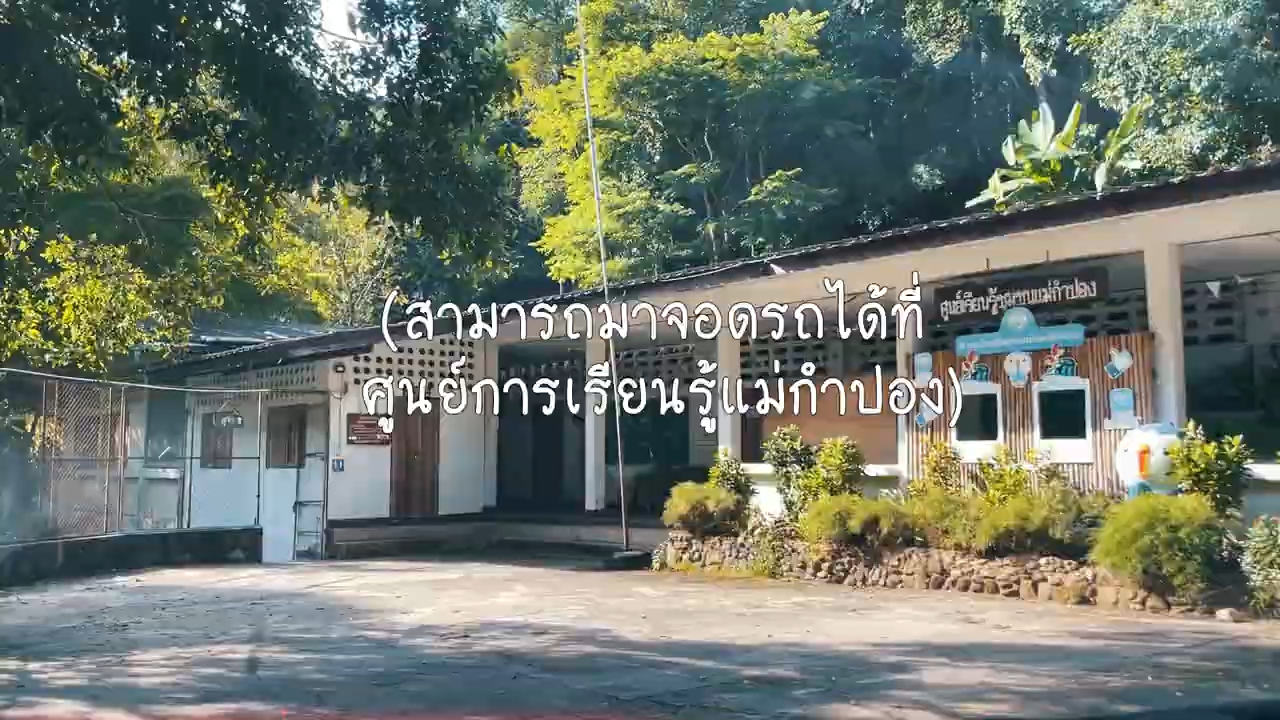 ศูนย์เรียนรู้ชุมชนแม่กำปอง
(สามารถมาจอดรถได้ที่
ศูนย์การเรียนรู้แม่กำปอง)